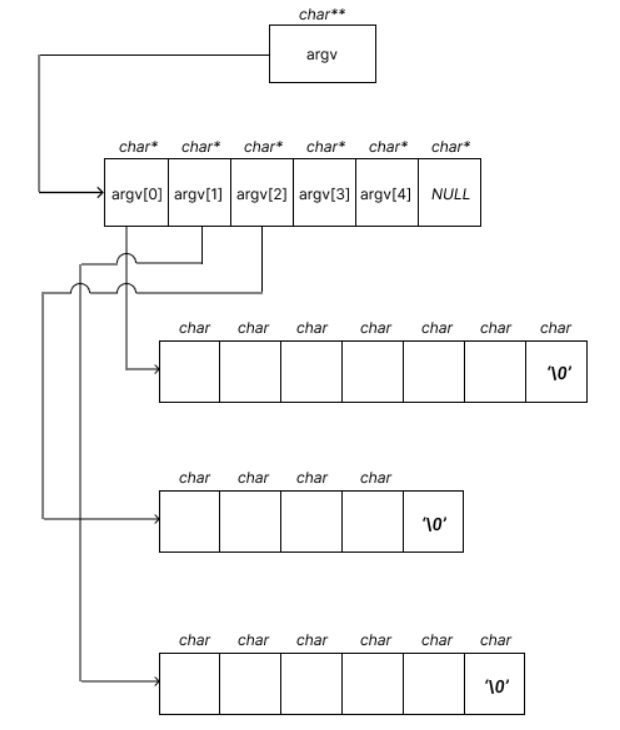 char**
argv
char* char* char* char* char* char*
argv[0] argv[1] argv[2] argv[3] argv[4] NULL
char char char char char char char
'\0'
char char char char
'\0'
char char char char char char
'\0'